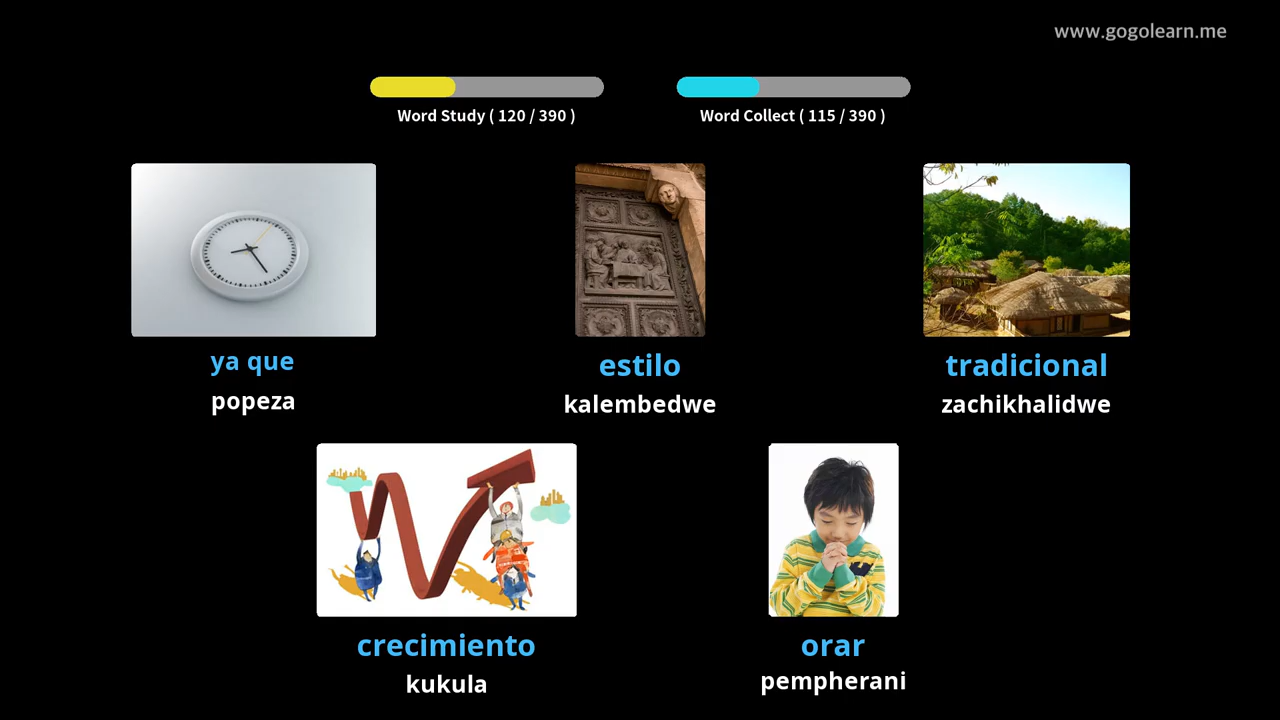 www.gogolearn.me
Word Study ( 120 / 390 )
Word Collect ( 115 / 390 )
ya que
popeza
estilo
kalembedwe
tradicional
zachikhalidwe
crecimiento
kukula
orar
pempherani